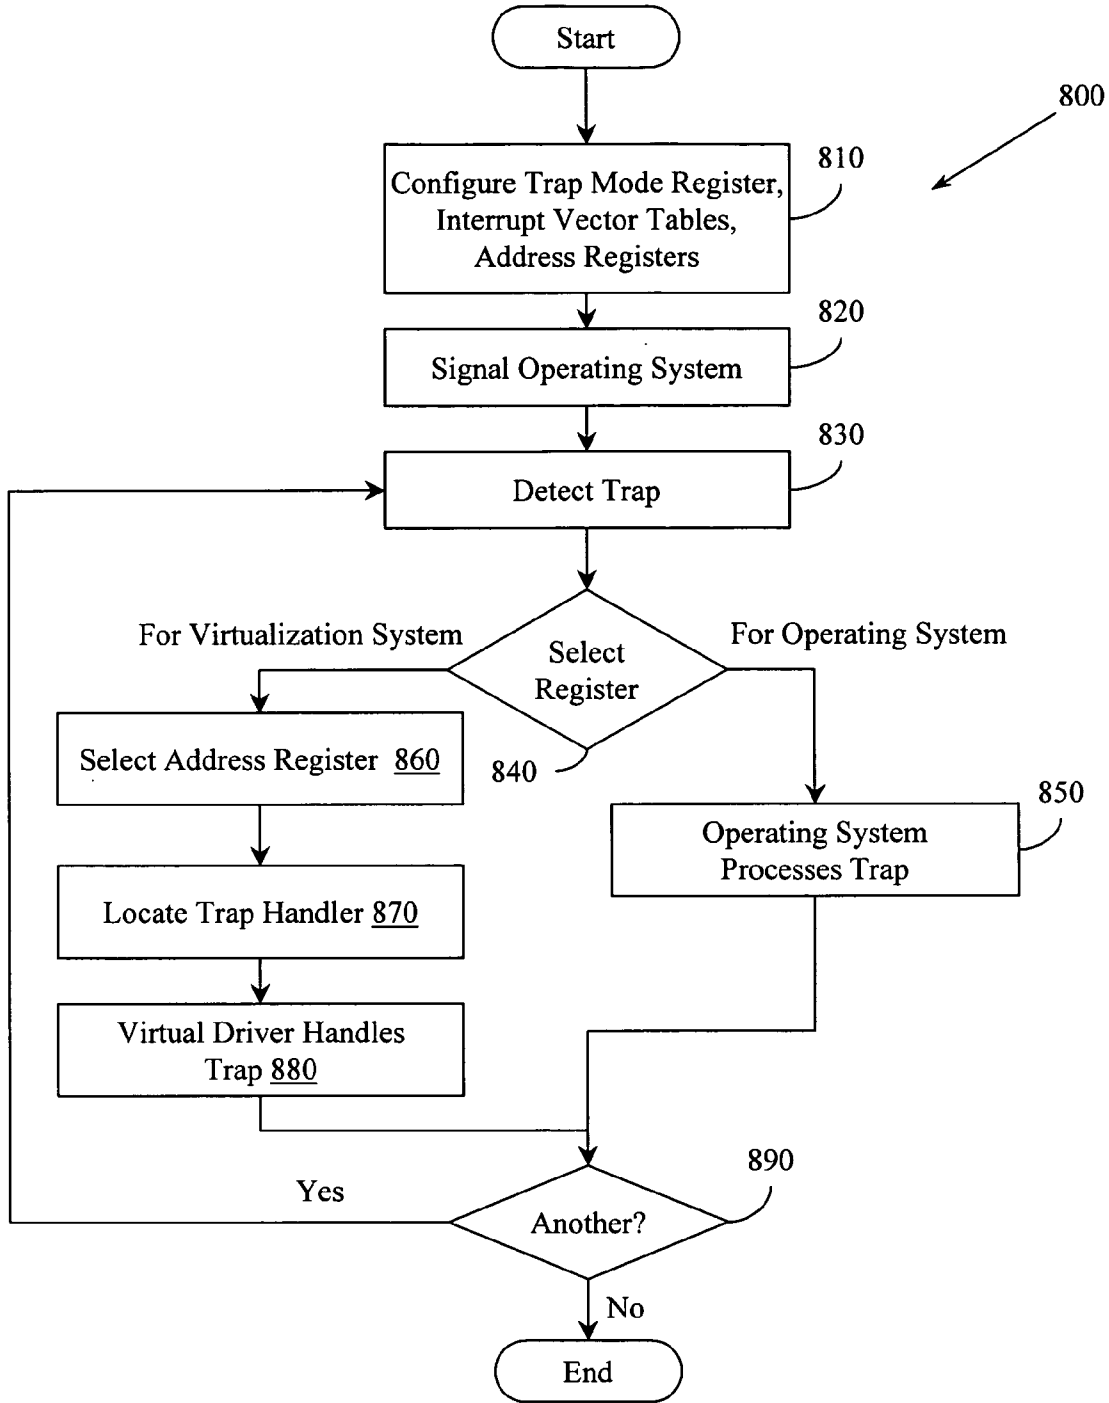 Start
800
810
Configure Trap Mode Register,
Interrupt Vector Tables,
Address Registers
820
Signal Operating System
830
Detect Trap
For Virtualization System
For Operating System
Select
Register
840
Select Address Register 860
850
Operating System
Processes Trap
Locate Trap Handler 870
Virtual Driver Handles
Trap 880
890
Yes
Another?
No
End